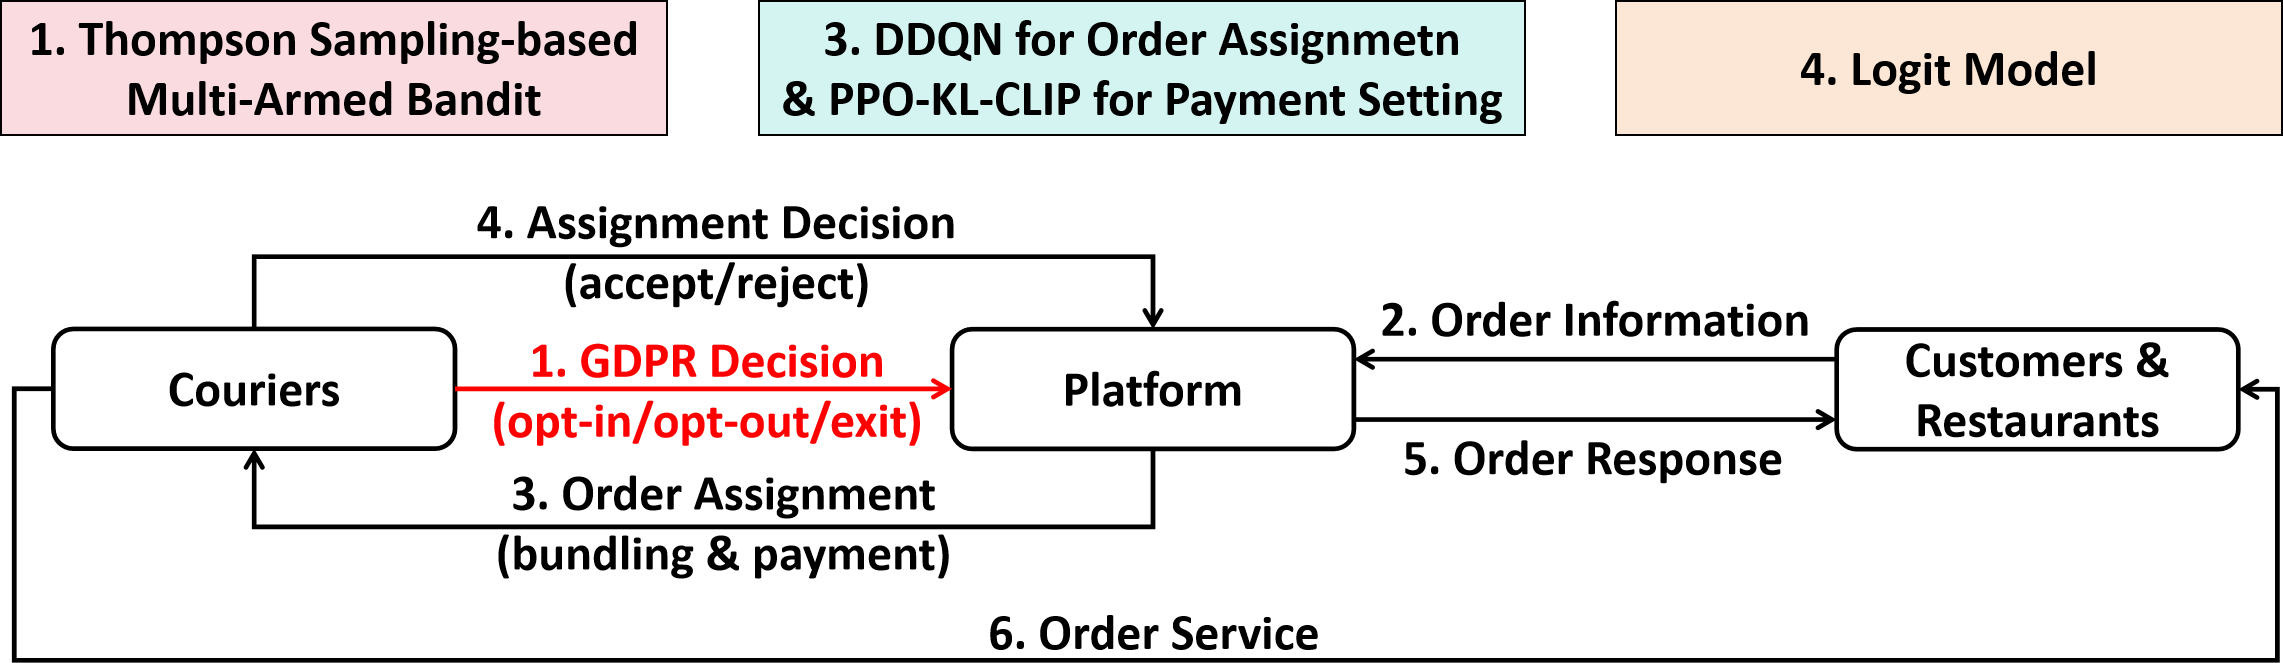 1. Thompson Sampling-based
Multi-Armed Bandit
3. DDQN for Order Assignmetn
& PPO-KL-CLIP for Payment Setting
4. Logit Model
4. Assignment Decision
(accept/reject)
Couriers
1. GDPR Decision
(opt-in/opt-out/exit)
Platform
2. Order Information
Customers &
Restaurants
5. Order Response
3. Order Assignment
(bundling & payment)
6. Order Service